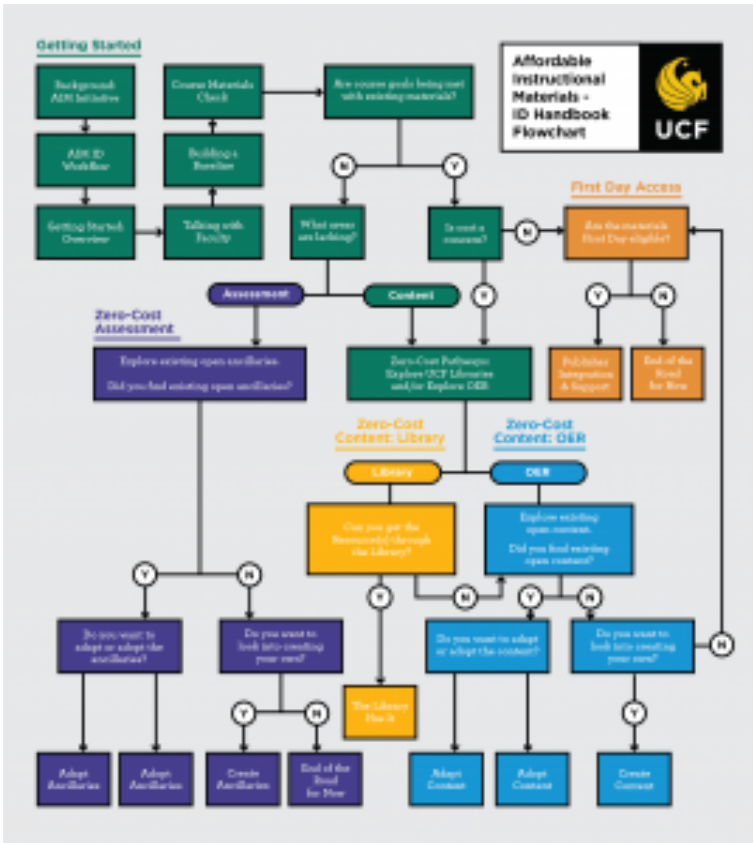 Getting Started
Affordable
Instructional
Materials -
ID Handbook
Flowchart
UCF
Background:
AIM Initiative
Course Materials
Check
Are course goals being met
with existing materials?
AIM ID
Workflow
Building a
Baseline
N
Y
First Day Access
Getting Started:
Overview
Talking with
Faculty
What areas
are lacking?
Is cost a
concern?
N
Are the materials
First Day-eligible?
Assessment
Content
Y
Y
N
Zero-Cost
Assessment
Explore existing open ancillaries.
Did you find existing open ancillaries?
Zero-Cost Pathways:
Explore UCF Libraries
and/or Explore OER
Publisher
Integration
& Support
End of the
Road
for Now
Zero-Cost
Content: Library
Zero-Cost
Content: OER
Library
OER
Can you get the
Resource(s) through
the Library?
Explore existing
open content.
Did you find existing
open content?
Y
N
Y
N
Y
N
Do you want to
adapt or adopt the
ancillaries?
Do you want to
look into creating
your own?
Do you want to adapt
or adopt the content?
Do you want to
look into creating
your own?
N
The Library
Has It
Y
N
Y
Adapt
Ancillaries
Adopt
Ancillaries
Create
Ancillaries
End of the
Road
for Now
Adapt
Content
Adopt
Content
Create
Content